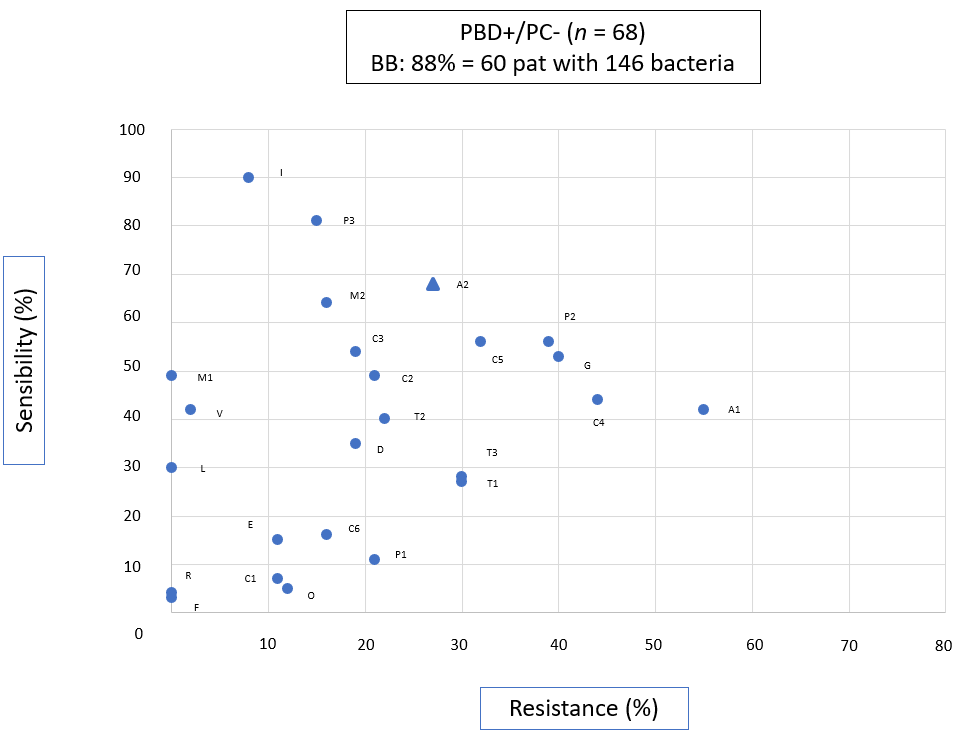 PBD+/PC- (n = 68)
BB: 88% = 60 pat with 146 bacteria
100
90
80
70
60
50
40
30
20
10
0
Sensibility (%)
I
P3
A2
M2
P2
C3
C5
G
M1
C2
V
T2
C4
A1
D
T3
L
T1
E
C6
P1
R
C1
O
F
10
20
30
40
50
60
70
80
Resistance (%)